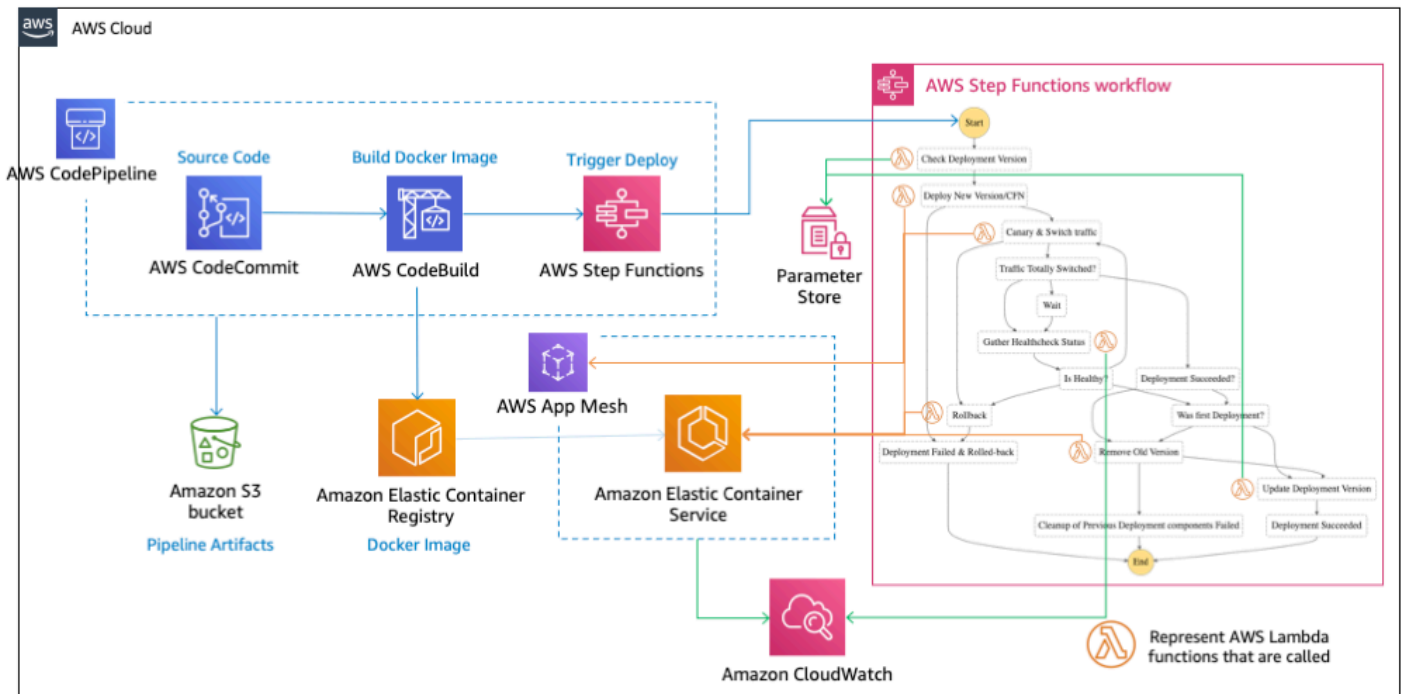 aws
AWS Cloud
AWS CodePipeline
Source Code
AWS CodeCommit
Build Docker Image
AWS CodeBuild
Trigger Deploy
AWS Step Functions
Amazon S3
bucket
Pipeline Artifacts
Amazon Elastic Container
Registry
Docker Image
AWS App Mesh
Amazon Elastic Container
Service
Parameter
Store
Amazon CloudWatch
AWS Step Functions workflow
Start
Check Deployment Version
Deploy New Version/CFN
Canary & Switch traffic
Traffic Totally Switched?
Wait
Gather Healthcheck Status
Is Healthy?
Deployment Succeeded?
Rollback
Was first Deployment?
Deployment Failed & Rolled-back
Remove Old Version
Update Deployment Version
Cleanup of Previous Deployment components Failed
Deployment Succeeded
End
Represent AWS Lambda
functions that are called